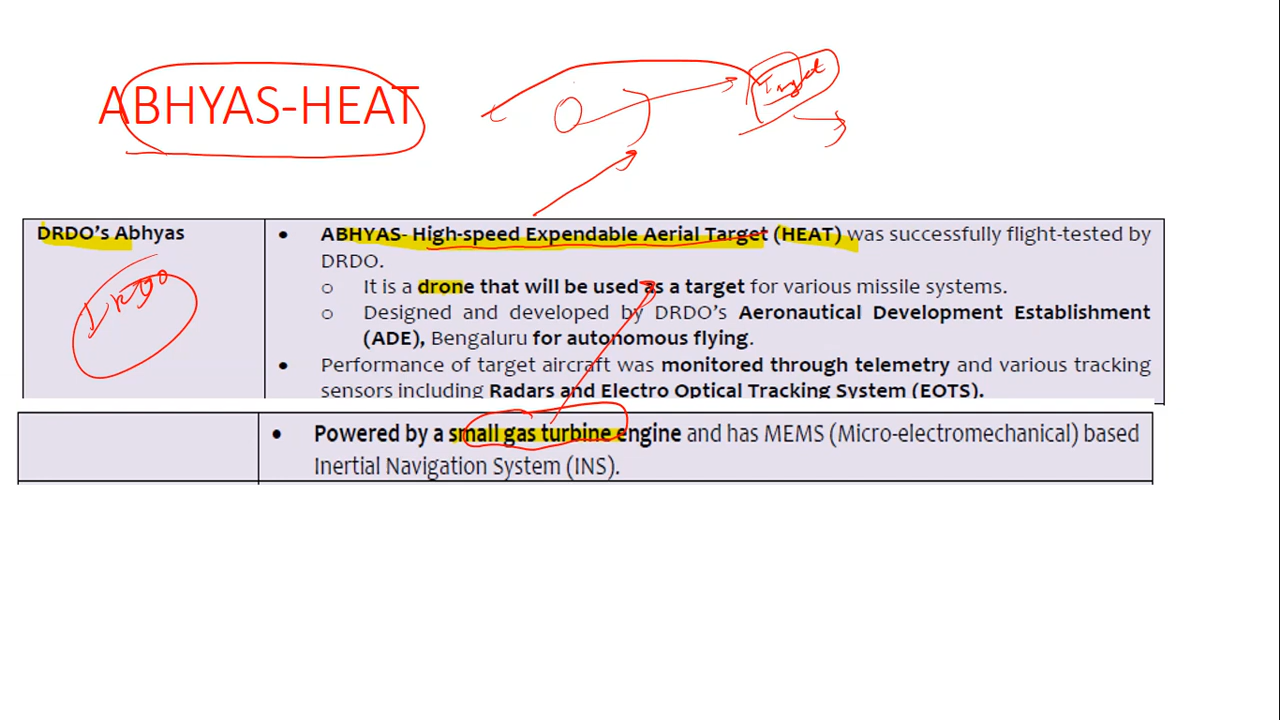 ABHYAS-HEAT
Target
DRDO's Abhyas
DRDO
• ABHYAS- High-speed Expendable Aerial Target (HEAT) was successfully flight-tested by
DRDO.
o It is a drone that will be used as a target for various missile systems.
o Designed and developed by DRDO's Aeronautical Development Establishment
(ADE), Bengaluru for autonomous flying.
• Performance of target aircraft was monitored through telemetry and various tracking
sensors including Radars and Electro Optical Tracking System (EOTS).
• Powered by a small gas turbine engine and has MEMS (Micro-electromechanical) based
Inertial Navigation System (INS).